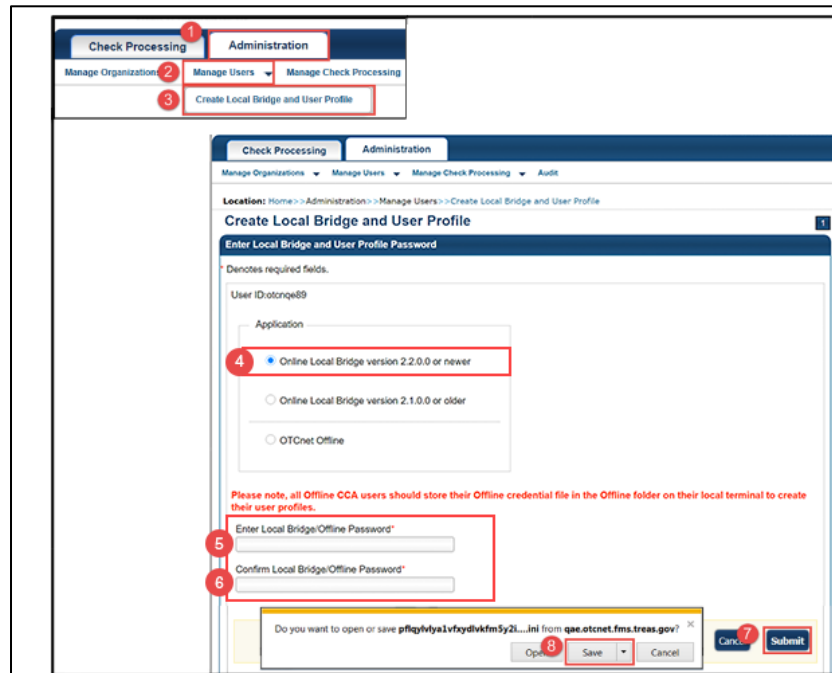 1
Check Processing Administration
Manage Organizations 2 Manage Users Manage Check Processing
3 Create Local Bridge and User Profile
Check Processing Administration
Manage Organizations Manage Users Manage Check Processing Audit
Location: Home>>Administration>>Manage Users>>Create Local Bridge and User Profile
Create Local Bridge and User Profile 1
Enter Local Bridge and User Profile Password
* Denotes required fields.
User ID:otcnqe89
Application
4 Online Local Bridge version 2.2.0.0 or newer
Online Local Bridge version 2.1.0.0 or older
OTCnet Offline
Please note, all Offline CCA users should store their Offline credential file in the Offline folder on their local terminal to create
their user profiles.
Enter Local Bridge/Offline Password*
5
Confirm Local Bridge/Offline Password*
6
Do you want to open or save pflqylvlya1vfxydlvkfm5y2i....ini from qae.otcnet.fms.treas.gov? ×
Cancel 7 Submit
Open 8 Save Cancel